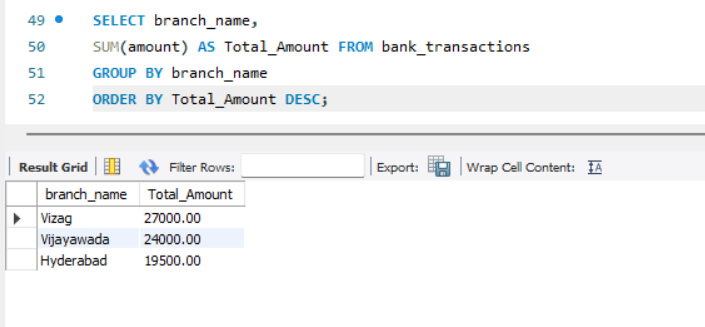 49 SELECT branch_name,
50 SUM(amount) AS Total_Amount FROM bank_transactions
51 GROUP BY branch_name
52 ORDER BY Total_Amount DESC;
Result Grid Filter Rows: Export: Wrap Cell Content:
branch_name Total_Amount
Vizag 27000.00
Vijayawada 24000.00
Hyderabad 19500.00